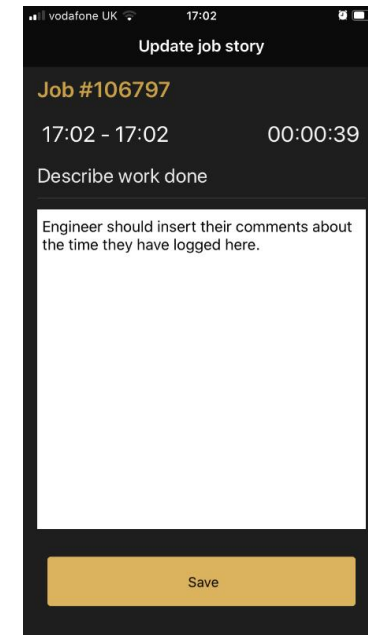 vodafone UK 17:02
Update job story
Job #106797
17:02 - 17:02 00:00:39
Describe work done
Engineer should insert their comments about
the time they have logged here.
Save